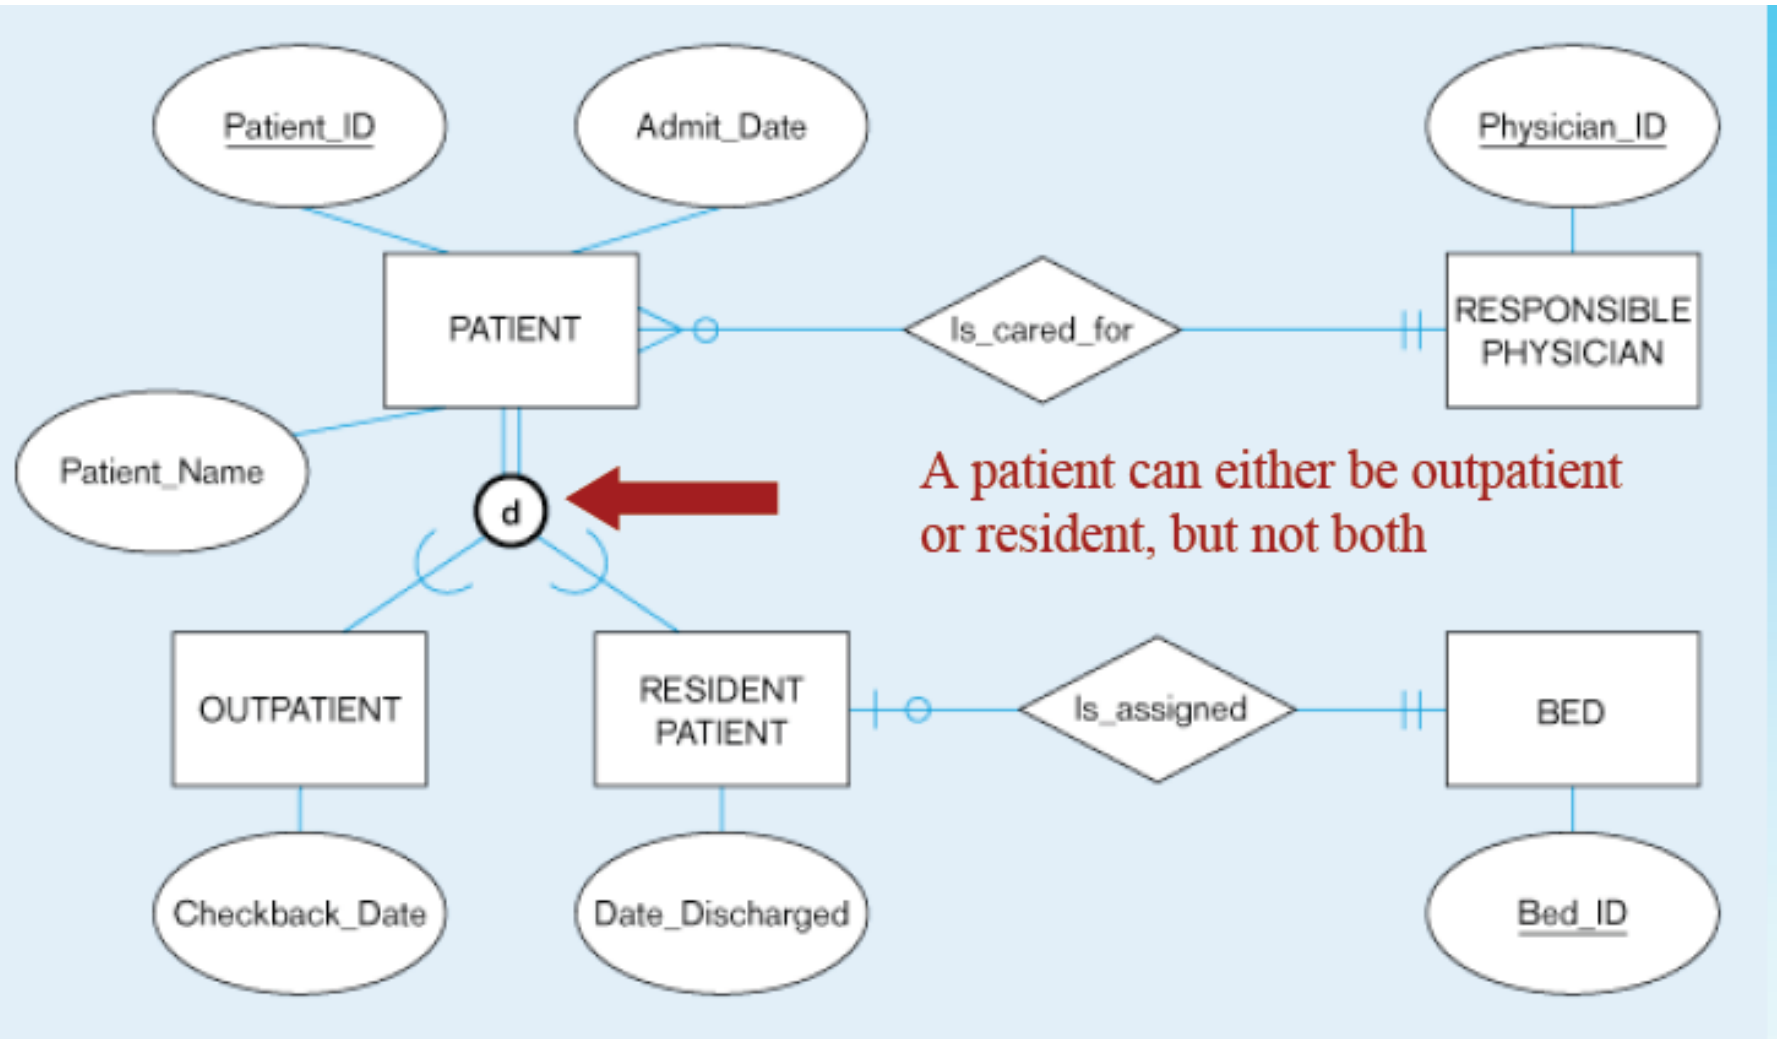 Patient_ID
Admit_Date
Physician_ID
PATIENT
Is_cared_for
RESPONSIBLE
PHYSICIAN
Patient_Name
d
A patient can either be outpatient
or resident, but not both
OUTPATIENT
RESIDENT
PATIENT
Is_assigned
BED
Checkback_Date
Date_Discharged
Bed_ID